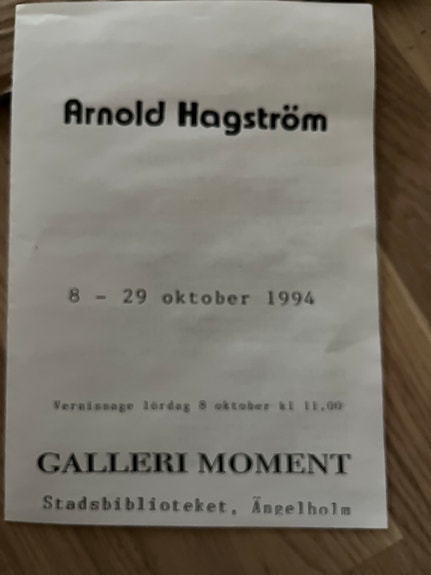 Arnold Hagström
8 - 29 oktober 1994
Vernissage lördag 8 oktober kl 11.00
GALLERI MOMENT
Stadsbiblioteket, Ängelholm